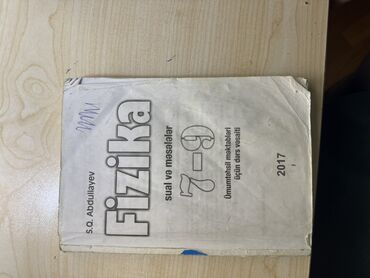 S.Q. Abdullayev
Fizika
sual və məsələlər
7-9
Ümumtəhsil məktəbləri
üçün dərs vəsaiti
2017